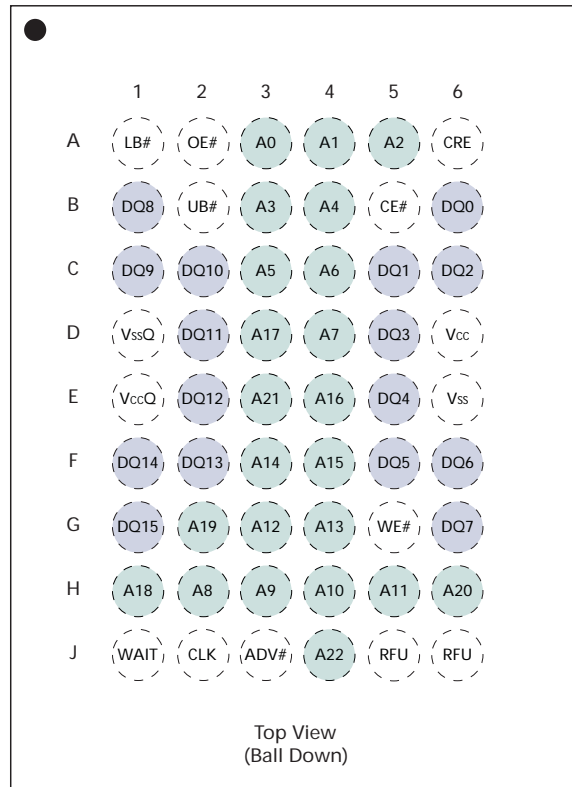 1 2 3 4 5 6
A LB# OE# A0 A1 A2 CRE
B DQ8 UB# A3 A4 CE# DQ0
C DQ9 DQ10 A5 A6 DQ1 DQ2
D VssQ DQ11 A17 A7 DQ3 Vcc
E VccQ DQ12 A21 A16 DQ4 Vss
F DQ14 DQ13 A14 A15 DQ5 DQ6
G DQ15 A19 A12 A13 WE# DQ7
H A18 A8 A9 A10 A11 A20
J WAIT CLK ADV# A22 RFU RFU
Top View
(Ball Down)